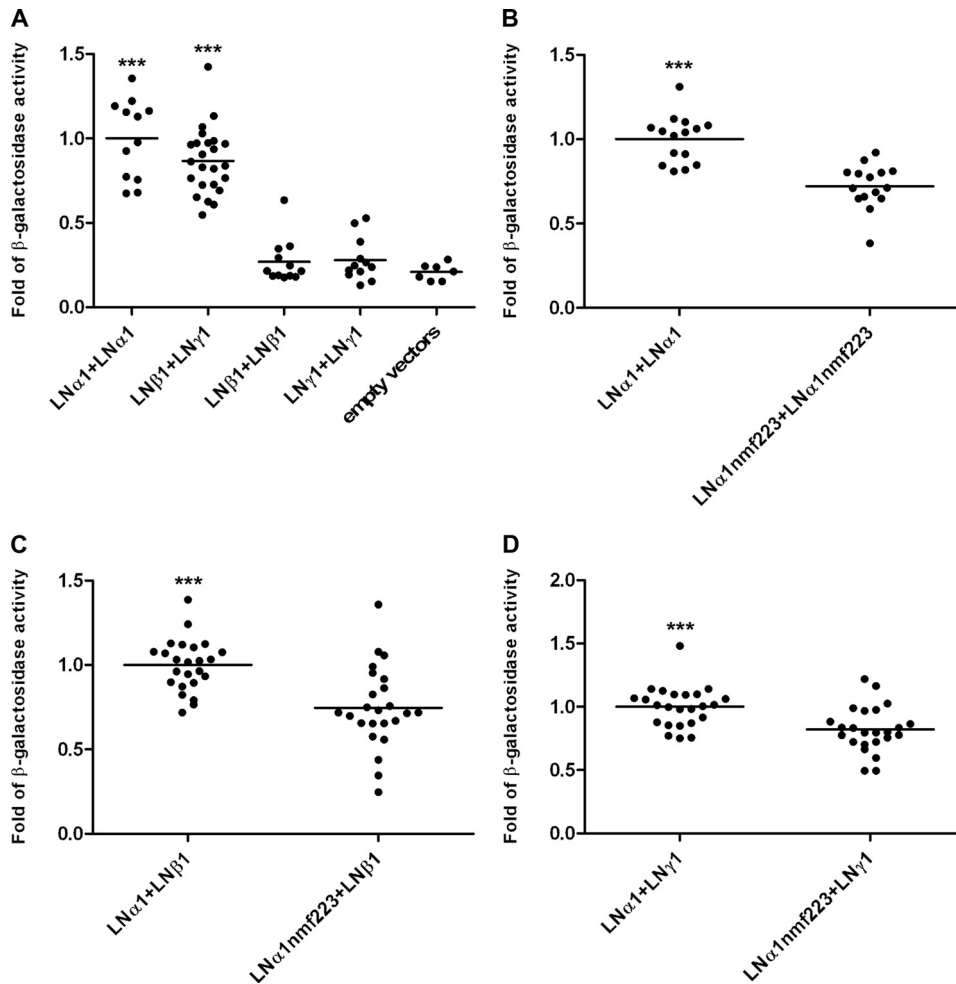 A
Fold of β-galactosidase activity
1.5
1.0
0.5
0.0
***
***
LNα1+LNα1
LNβ1+LNγ1
LNβ1+LNβ1
LNγ1+LNγ1
empty vectors
B
Fold of β-galactosidase activity
1.5
1.0
0.5
0.0
***
LNα1+LNα1
LNα1nmf223+LNα1nmf223
C
Fold of β-galactosidase activity
1.5
1.0
0.5
0.0
***
LNα1+LNβ1
LNα1nmf223+LNβ1
D
Fold of β-galactosidase activity
2.0
1.5
1.0
0.5
0.0
***
LNα1+LNγ1
LNα1nmf223+LNγ1